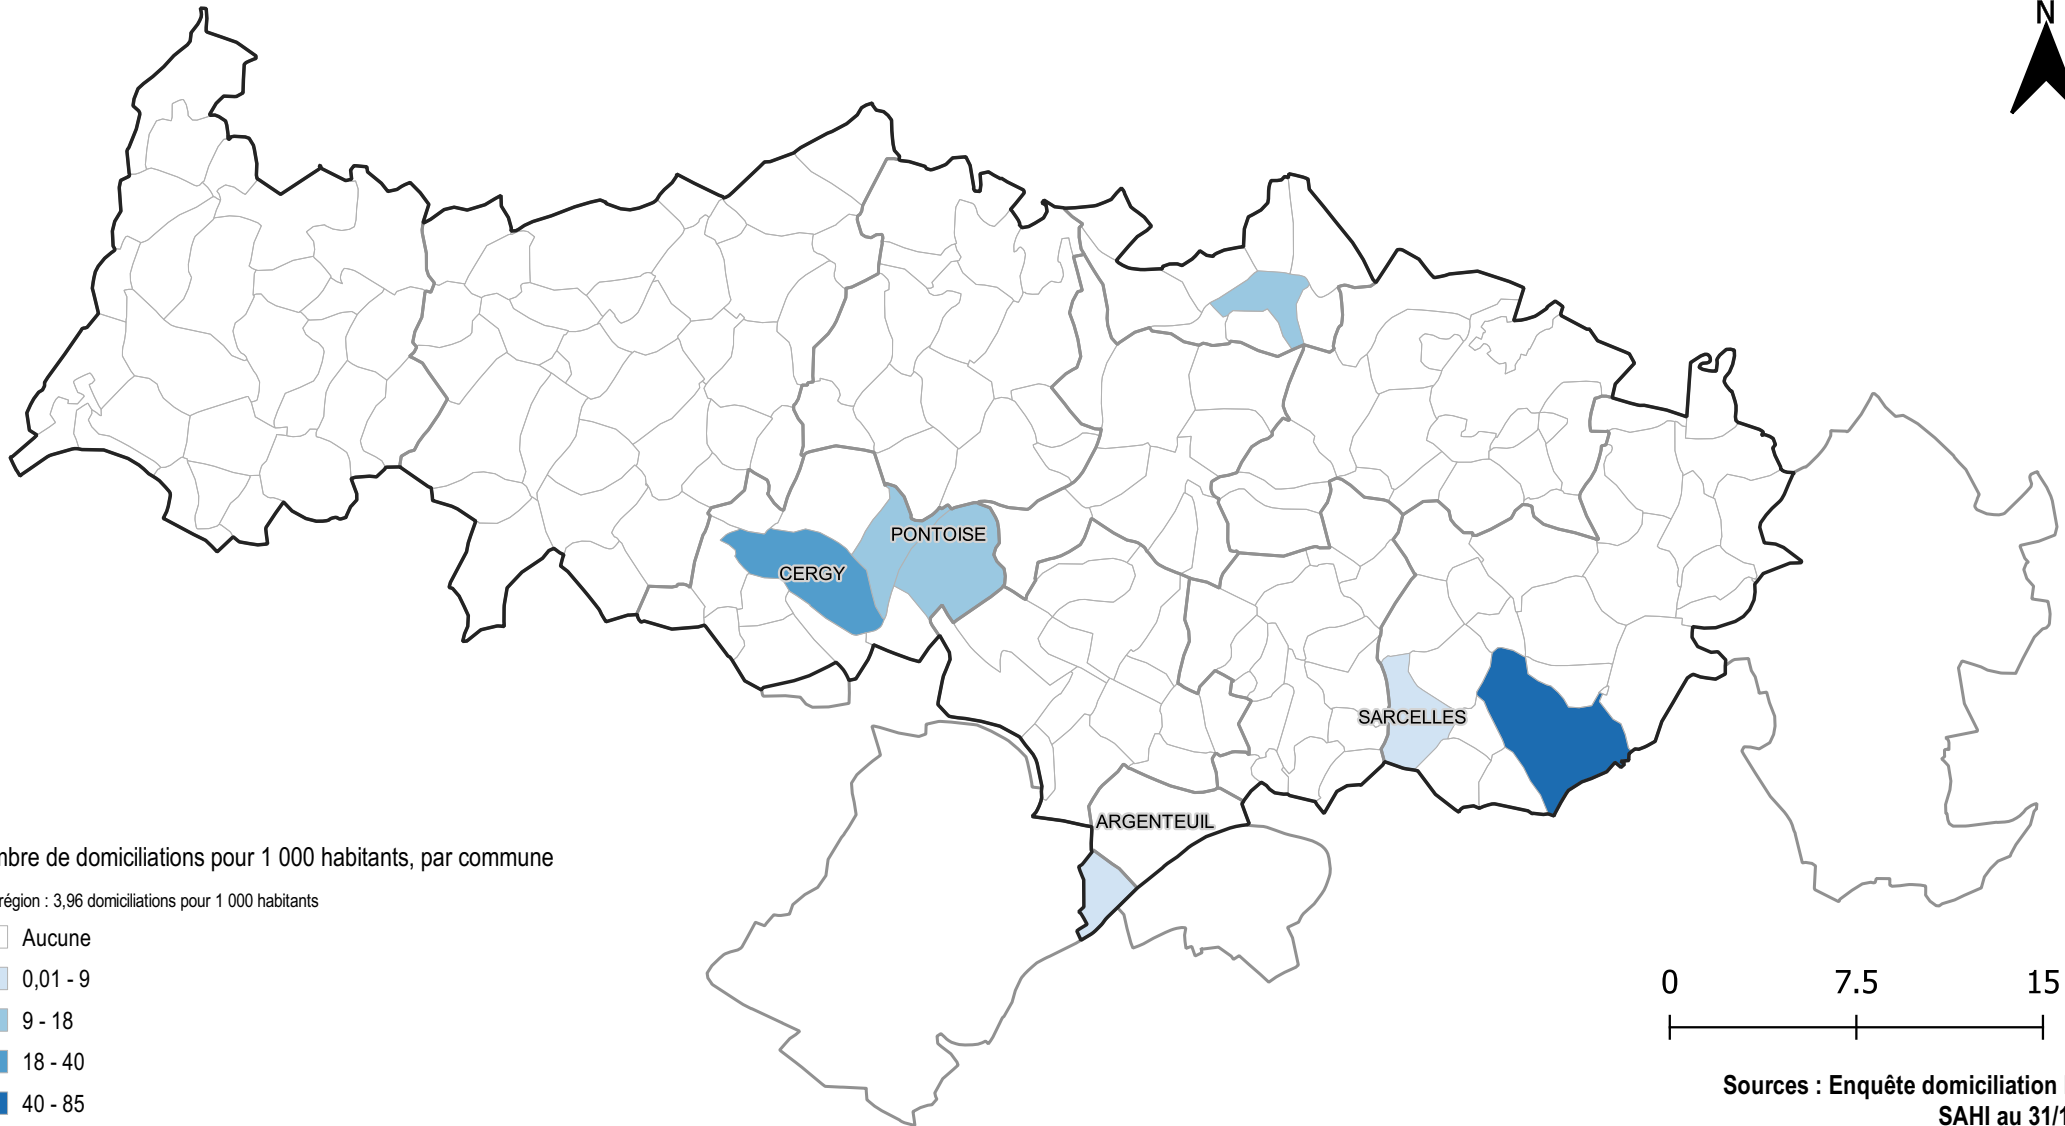 N
PONTOISE
CERGY
SARCELLES
ARGENTEUIL
mbre de domiciliations pour 1 000 habitants, par commune
région : 3,96 domiciliations pour 1 000 habitants
Aucune
0,01 - 9
9 - 18
18 - 40
40 - 85
0 7.5 15
Sources : Enquête domiciliation
SAHI au 31/1